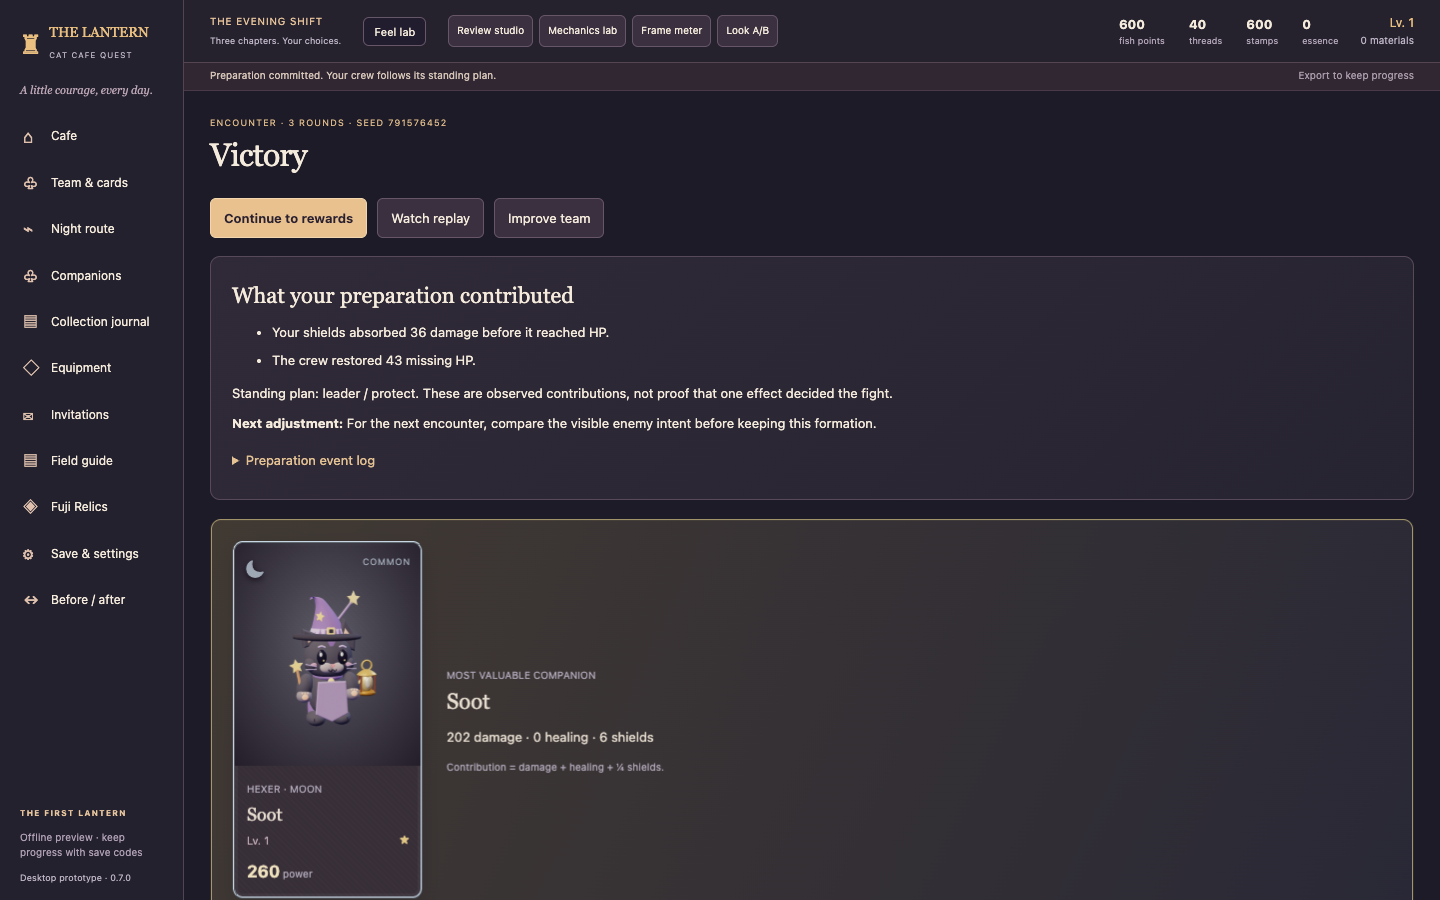 THE LANTERN
CAT CAFE QUEST
A little courage, every day.
Cafe
Team & cards
Night route
Companions
Collection journal
Equipment
Invitations
Field guide
Fuji Relics
Save & settings
Before / after
THE FIRST LANTERN
Offline preview · keep
progress with save codes
Desktop prototype · 0.7.0
THE EVENING SHIFT
Three chapters. Your choices.
Feel lab
Review studio
Mechanics lab
Frame meter
Look A/B
600
fish points
40
threads
600
stamps
0
essence
Lv. 1
0 materials
Preparation committed. Your crew follows its standing plan.
Export to keep progress
ENCOUNTER · 3 ROUNDS · SEED 791576452
Victory
Continue to rewards
Watch replay
Improve team
What your preparation contributed
• Your shields absorbed 36 damage before it reached HP.
• The crew restored 43 missing HP.
Standing plan: leader / protect. These are observed contributions, not proof that one effect decided the fight.
Next adjustment: For the next encounter, compare the visible enemy intent before keeping this formation.
Preparation event log
COMMON
HEXER · MOON
Soot
Lv. 1
260 power
MOST VALUABLE COMPANION
Soot
202 damage · 0 healing · 6 shields
Contribution = damage + healing + ¼ shields.